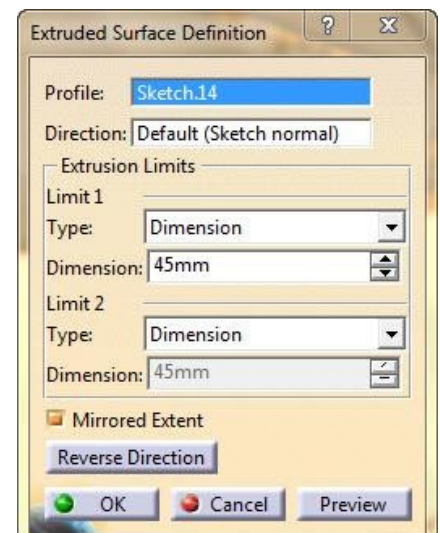 Extruded Surface Definition
Profile: Sketch.14
Direction: Default (Sketch normal)
Extrusion Limits
Limit 1
Type: Dimension
Dimension: 45mm
Limit 2
Type: Dimension
Dimension: 45mm
Mirrored Extent
Reverse Direction
OK Cancel Preview